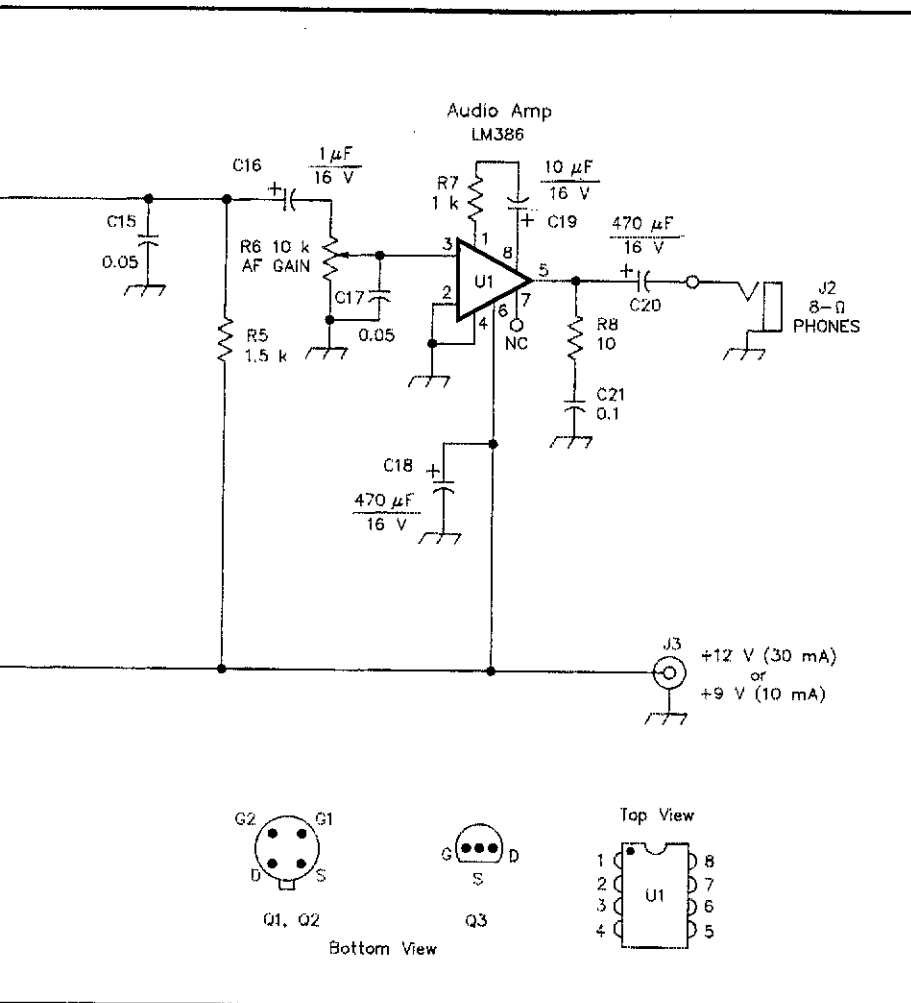 Audio Amp
LM386
C16
1 µF
16 V
R7
1 k
10 µF
16 V
C19
C15
0.05
R6 10 k
AF GAIN
C17
0.05
3
2
1
8
U1
4
6
5
7
NC
470 µF
16 V
C20
J2
8-Ω
PHONES
R5
1.5 k
R8
10
C21
0.1
C18
470 µF
16 V
J3
+12 V (30 mA)
or
+9 V (10 mA)
G2
G1
D
S
Q1, Q2
G
D
S
Q3
Bottom View
Top View
1
2
3
4
U1
8
7
6
5